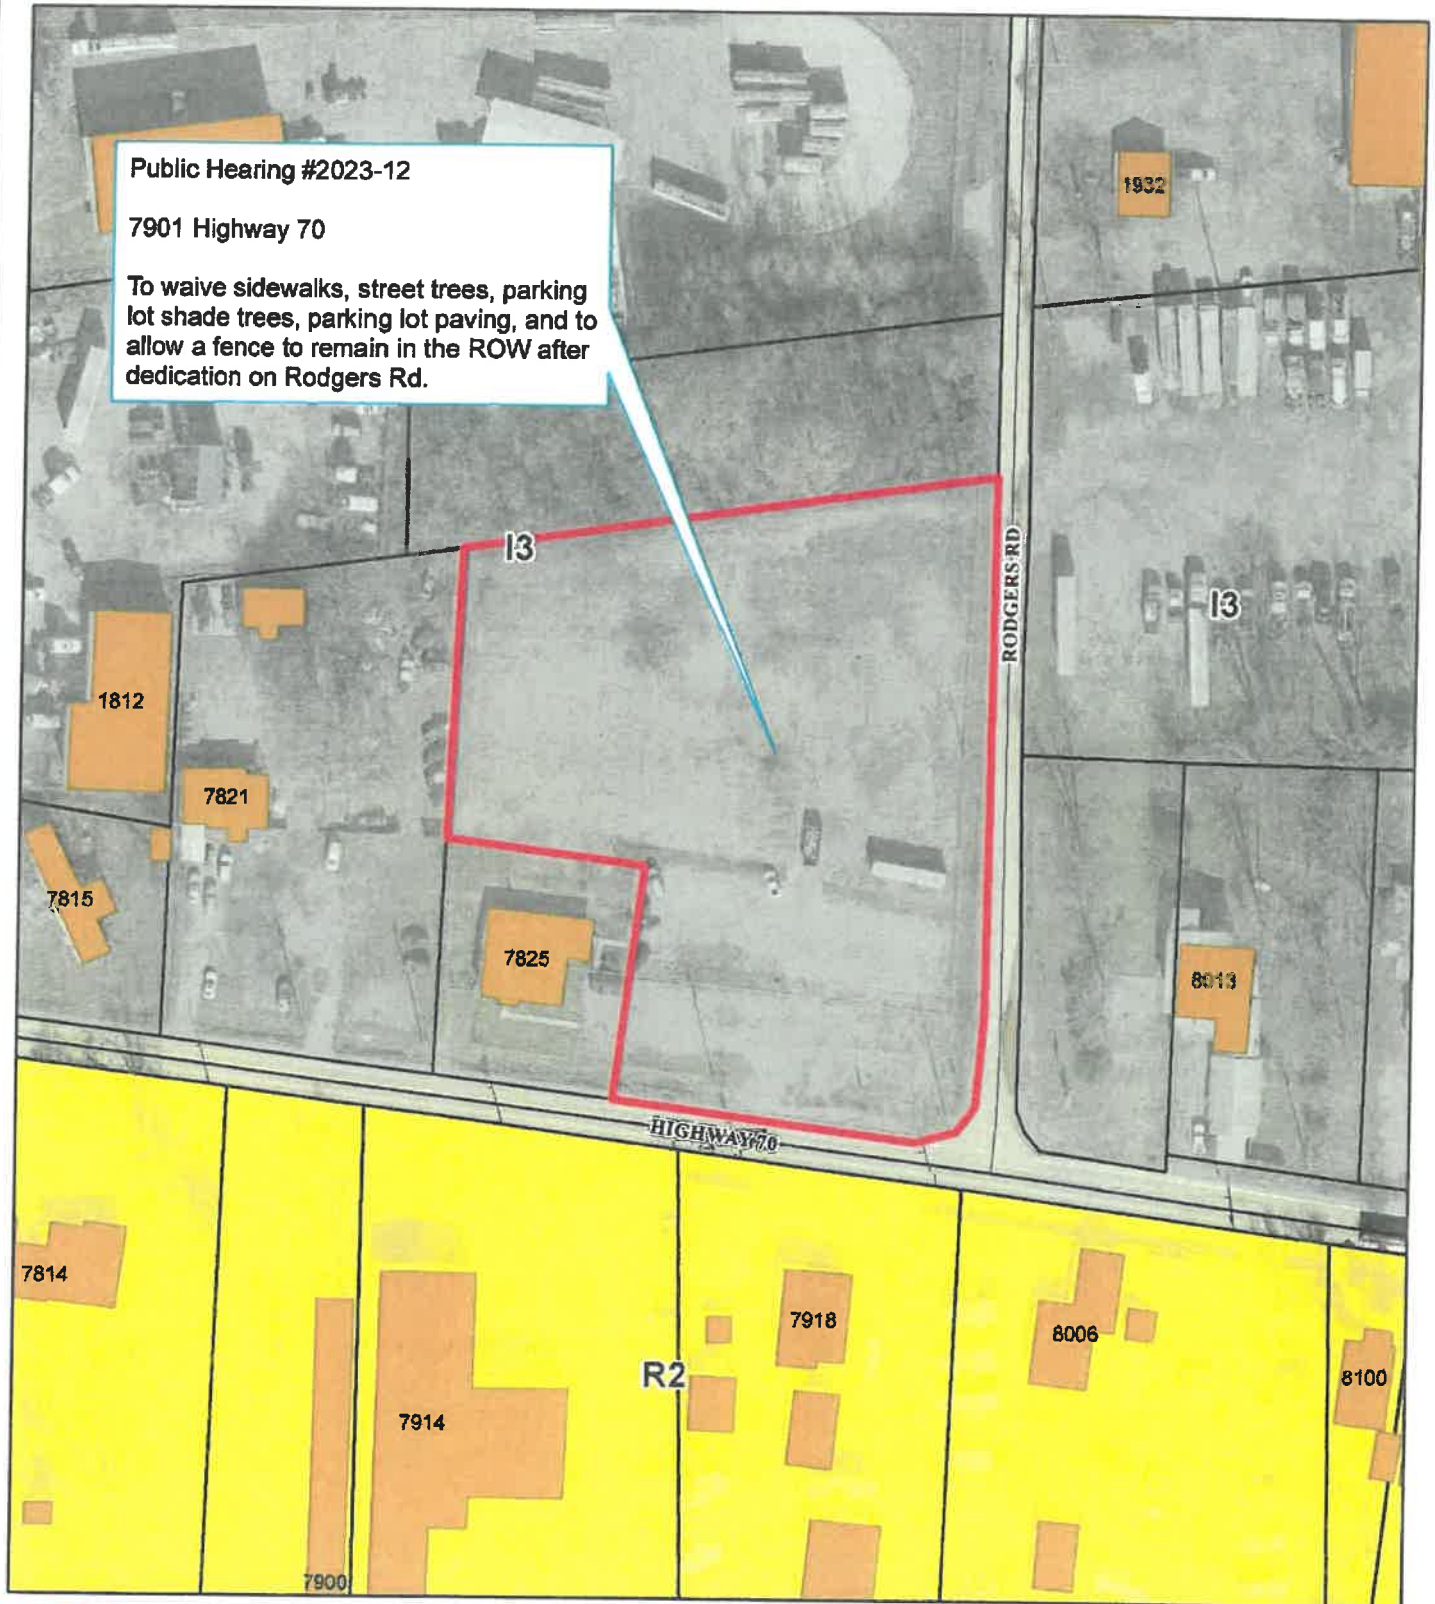 Public Hearing #2023-12
7901 Highway 70
To waive sidewalks, street trees, parking
lot shade trees, parking lot paving, and to
allow a fence to remain in the ROW after
dedication on Rodgers Rd.
1932
I3
RODGERS RD
I3
1812
7821
7815
7825
8013
HIGHWAY 70
7814
7918
8006
R2
8100
7914
7900